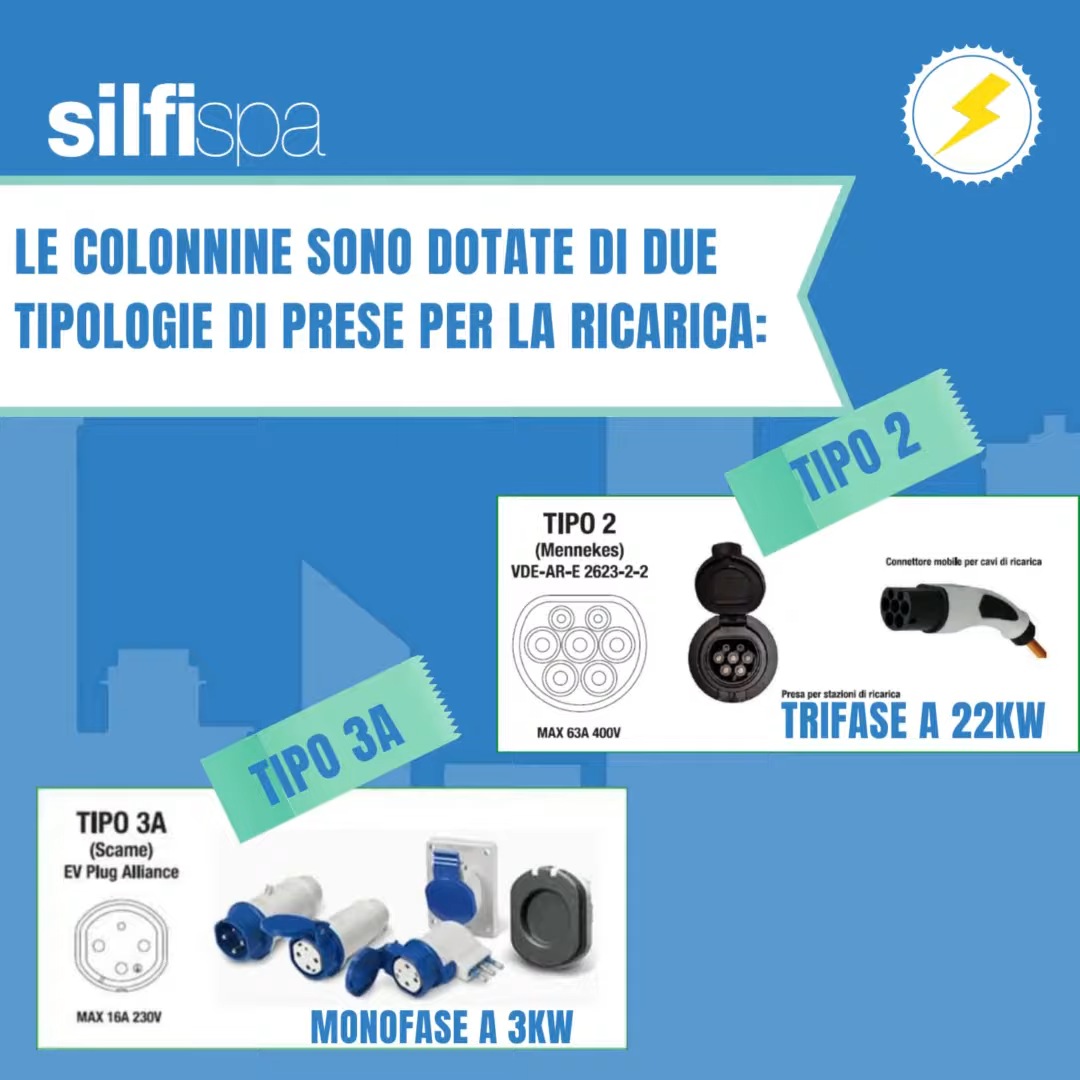 silfispa
LE COLONNINE SONO DOTATE DI DUE
TIPOLOGIE DI PRESE PER LA RICARICA:
TIPO 2
TIPO 2
(Mennekes)
VDE-AR-E 2623-2-2
MAX 63A 400V
Connettore mobile per cavi di ricarica
Presa per stazioni di ricarica
TRIFASE A 22KW
TIPO 3A
TIPO 3A
(Scame)
EV Plug Alliance
MAX 16A 230V
MONOFASE A 3KW